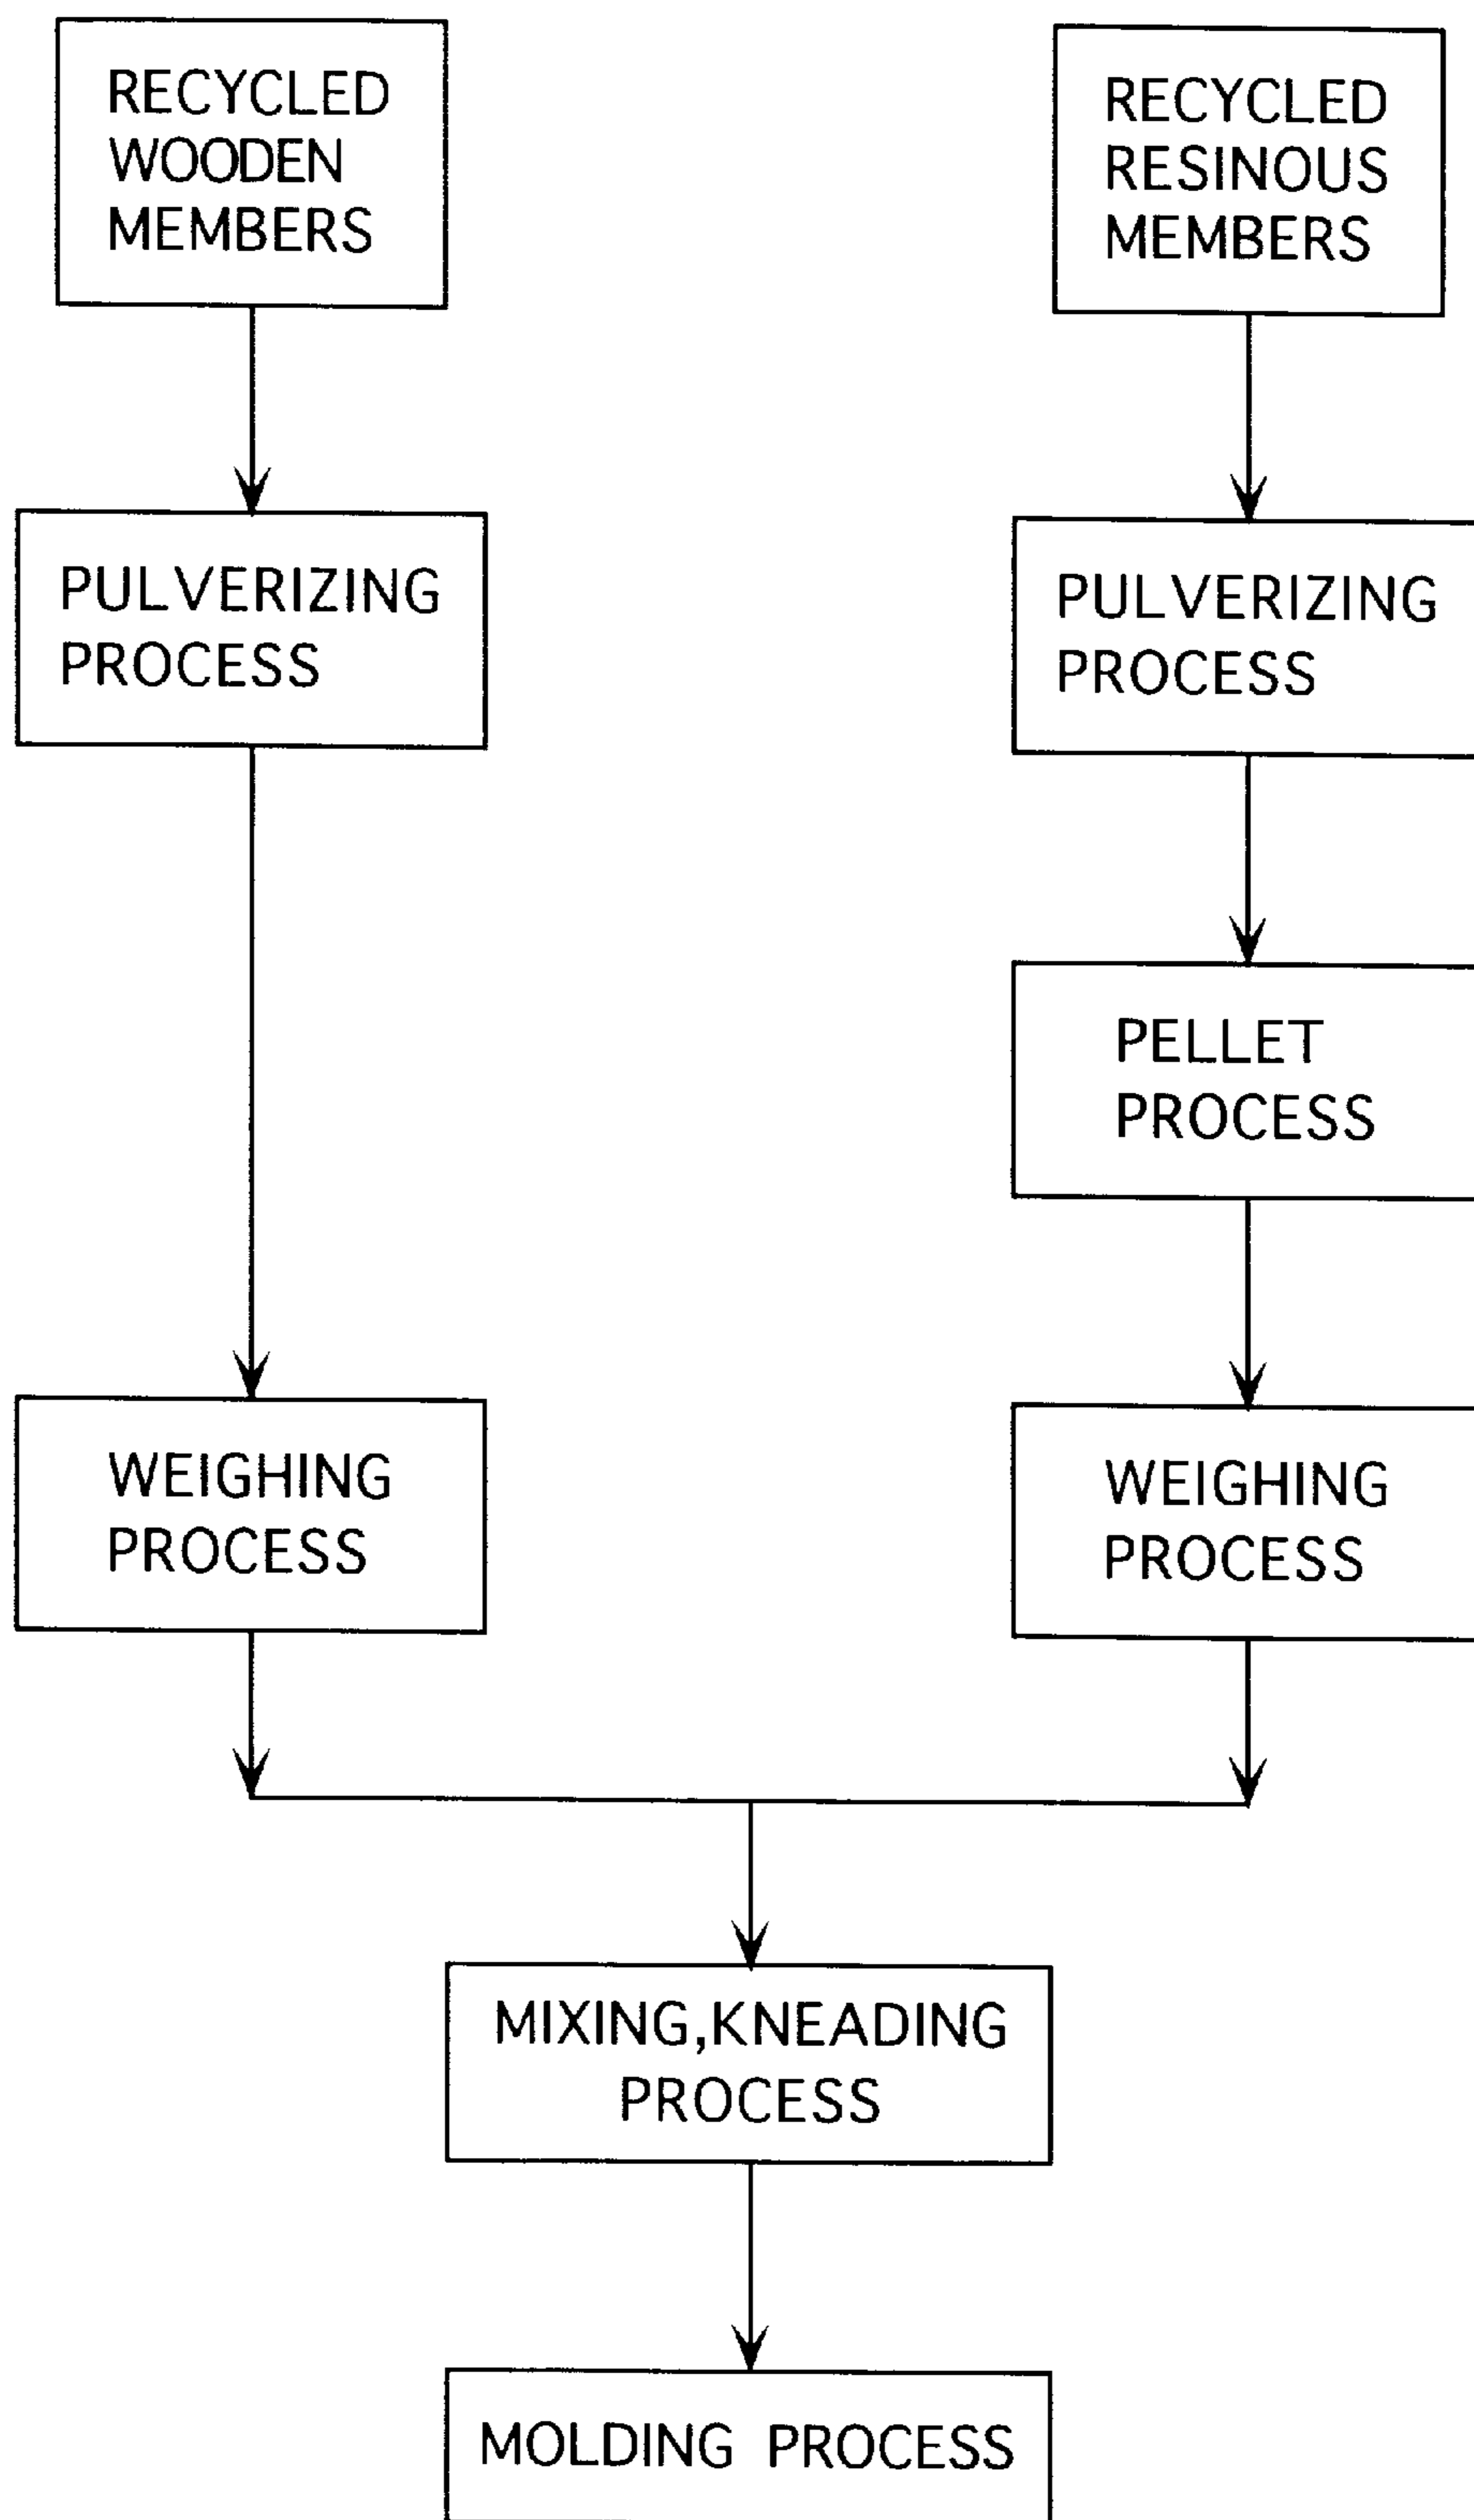 RECYCLED
WOODEN
MEMBERS
RECYCLED
RESINOUS
MEMBERS
PULVERIZING
PROCESS
PULVERIZING
PROCESS
PELLET
PROCESS
WEIGHING
PROCESS
WEIGHING
PROCESS
MIXING,KNEADING
PROCESS
MOLDING PROCESS